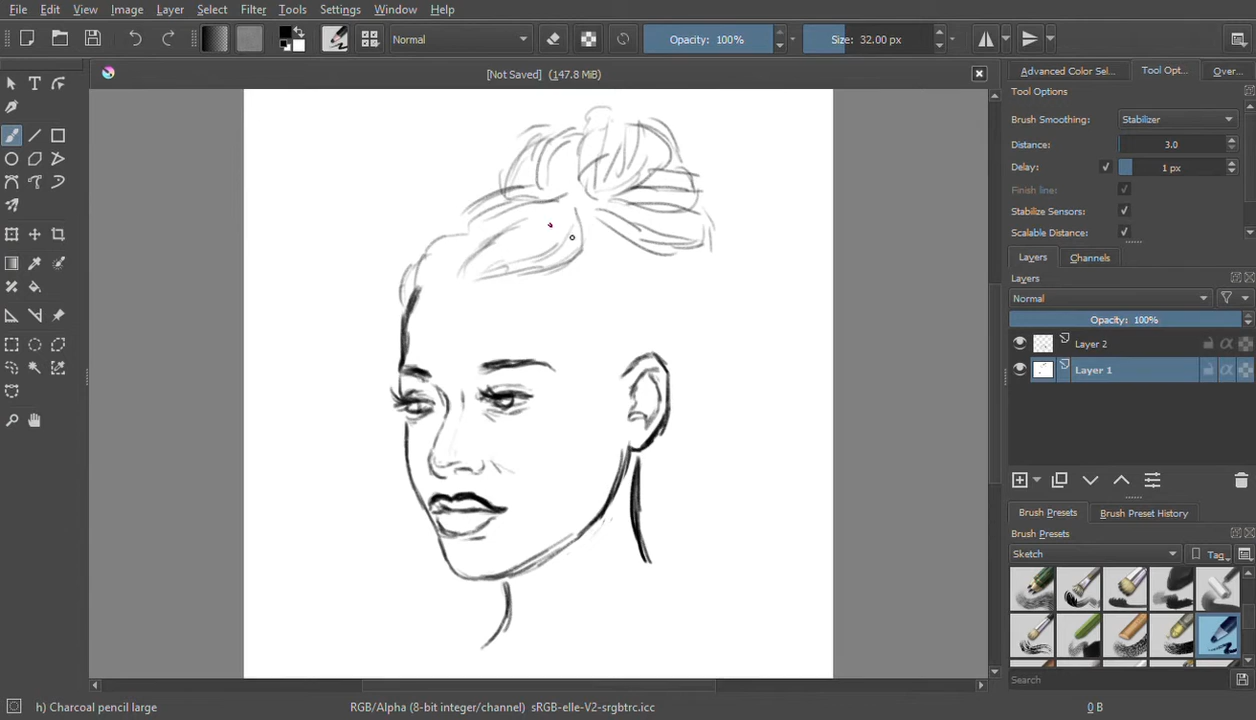 File Edit View Image Layer Select Filter Tools Settings Window Help
Normal Opacity: 100% Size: 32.00 px
[Not Saved] (147.8 MiB)
Advanced Color Sel... Tool Opt... Over...
Tool Options
Brush Smoothing: Stabilizer
Distance: 3.0
Delay: 1 px
Finish line:
Stabilize Sensors:
Scalable Distance:
Layers Channels
Layers
Normal
Opacity: 100%
Layer 2
Layer 1
Brush Presets Brush Preset History
Brush Presets
Sketch Tag
Search
h) Charcoal pencil large RGB/Alpha (8-bit integer/channel) sRGB-elle-V2-srgbtrc.icc 0 B